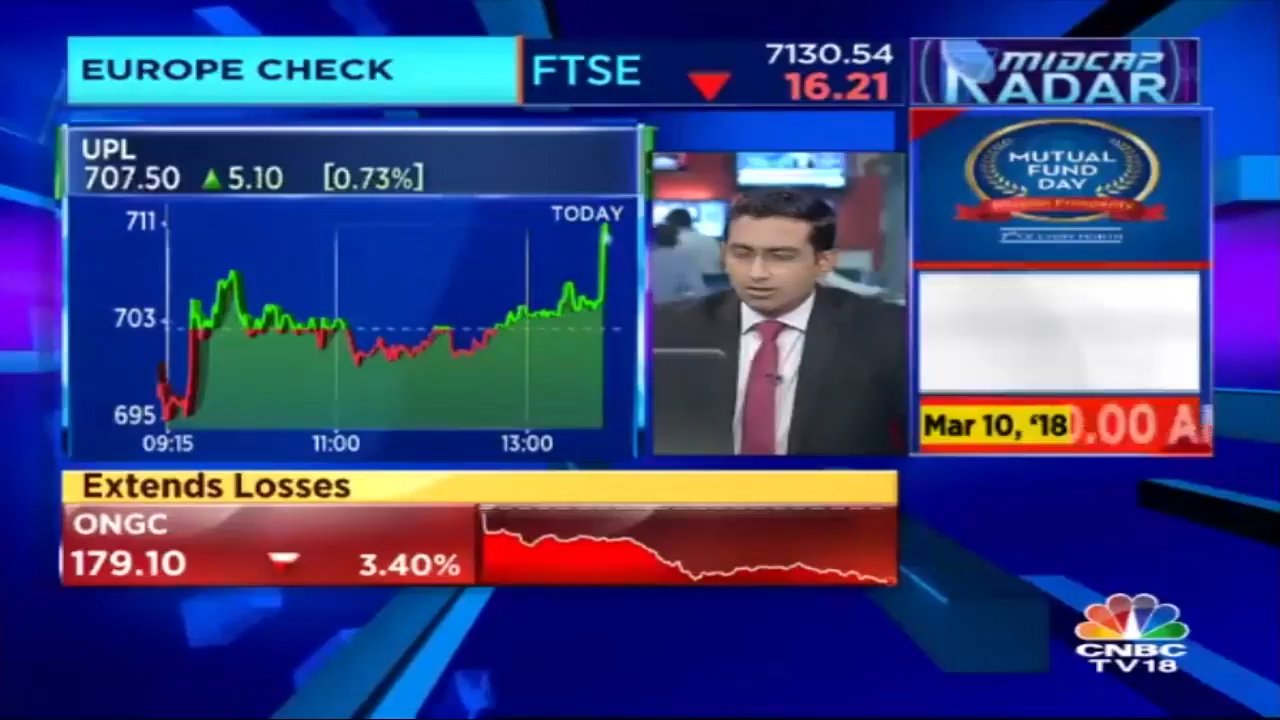 EUROPE CHECK
FTSE
7130.54
16.21
MIDCAP
RADAR
UPL
707.50 5.10 [0.73%]
TODAY
711
703
695
09:15 11:00 13:00
MUTUAL
FUND
DAY
Mar 10, ‘18
Extends Losses
ONGC
179.10 3.40%
CNBC
TV18